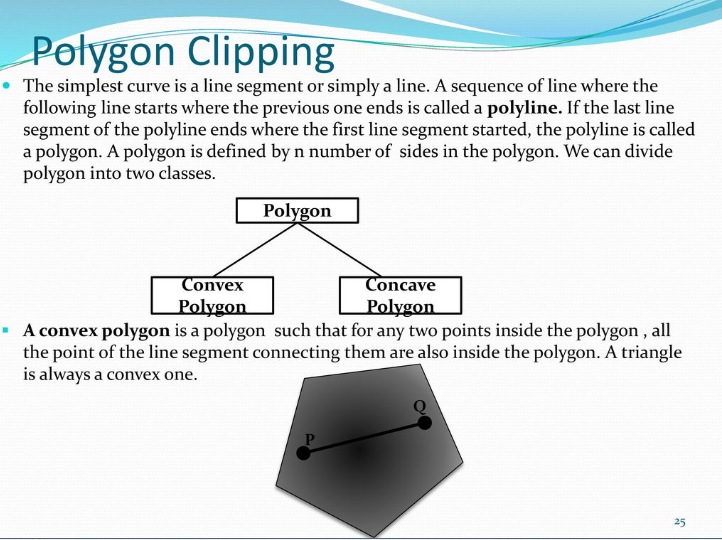 Polygon Clipping
The simplest curve is a line segment or simply a line. A sequence of line where the
following line starts where the previous one ends is called a polyline. If the last line
segment of the polyline ends where the first line segment started, the polyline is called
a polygon. A polygon is defined by n number of sides in the polygon. We can divide
polygon into two classes.
Polygon
Convex
Polygon
Concave
Polygon
A convex polygon is a polygon such that for any two points inside the polygon , all
the point of the line segment connecting them are also inside the polygon. A triangle
is always a convex one.
Q
P
25